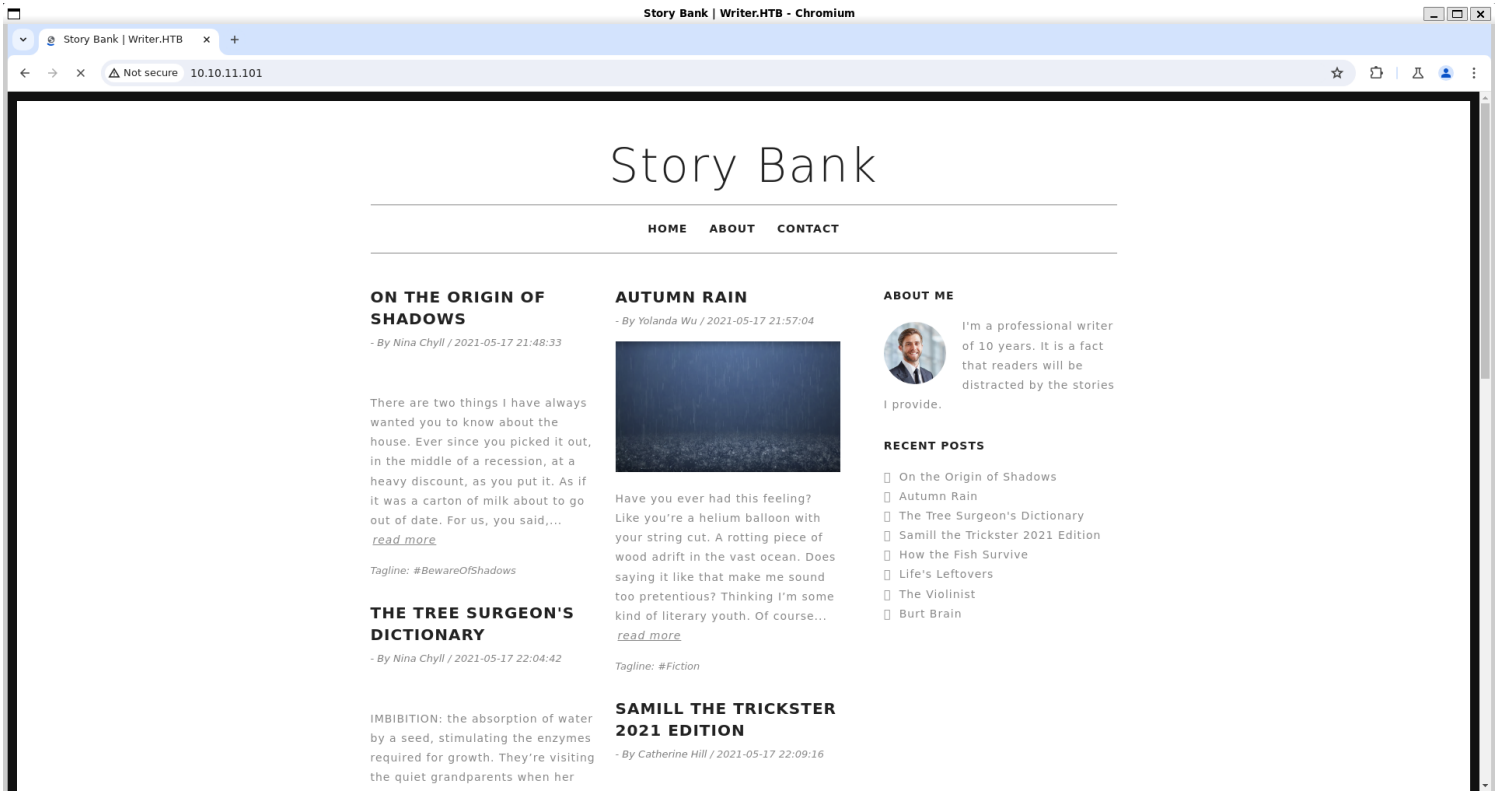 Story Bank | Writer.HTB - Chromium
Story Bank | Writer.HTB
Not secure
10.10.11.101
Story Bank
HOME ABOUT CONTACT
ON THE ORIGIN OF
SHADOWS
- By Nina Chyll / 2021-05-17 21:48:33
There are two things I have always
wanted you to know about the
house. Ever since you picked it out,
in the middle of a recession, at a
heavy discount, as you put it. As if
it was a carton of milk about to go
out of date. For us, you said,...
read more
Tagline: #BewareOfShadows
THE TREE SURGEON'S
DICTIONARY
- By Nina Chyll / 2021-05-17 22:04:42
IMBIBITION: the absorption of water
by a seed, stimulating the enzymes
required for growth. They’re visiting
the quiet grandparents when her
AUTUMN RAIN
- By Yolanda Wu / 2021-05-17 21:57:04
Have you ever had this feeling?
Like you’re a helium balloon with
your string cut. A rotting piece of
wood adrift in the vast ocean. Does
saying it like that make me sound
too pretentious? Thinking I’m some
kind of literary youth. Of course...
read more
Tagline: #Fiction
SAMILL THE TRICKSTER
2021 EDITION
- By Catherine Hill / 2021-05-17 22:09:16
ABOUT ME
I'm a professional writer
of 10 years. It is a fact
that readers will be
distracted by the stories
I provide.
RECENT POSTS
On the Origin of Shadows
Autumn Rain
The Tree Surgeon's Dictionary
Samill the Trickster 2021 Edition
How the Fish Survive
Life's Leftovers
The Violinist
Burt Brain